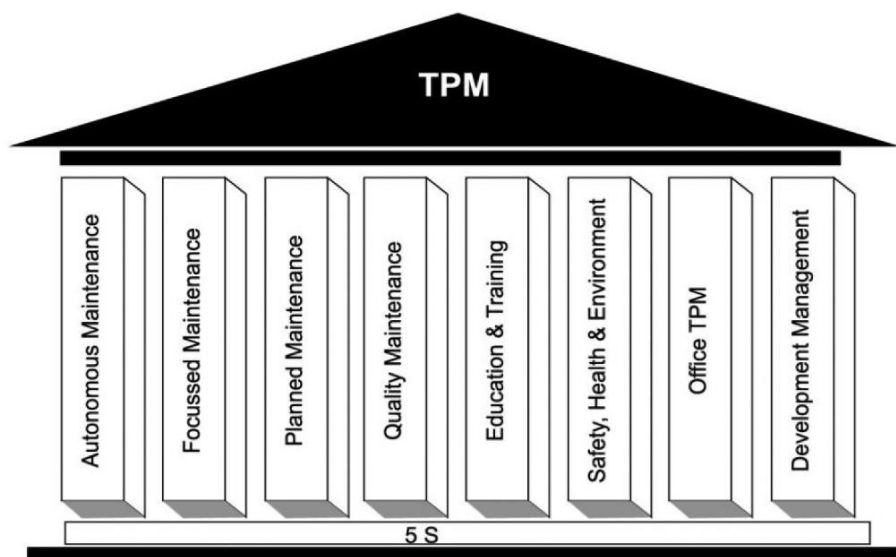 TPM
Autonomous Maintenance
Focussed Maintenance
Planned Maintenance
Quality Maintenance
Education & Training
Safety, Health & Environment
Office TPM
Development Management
5 S